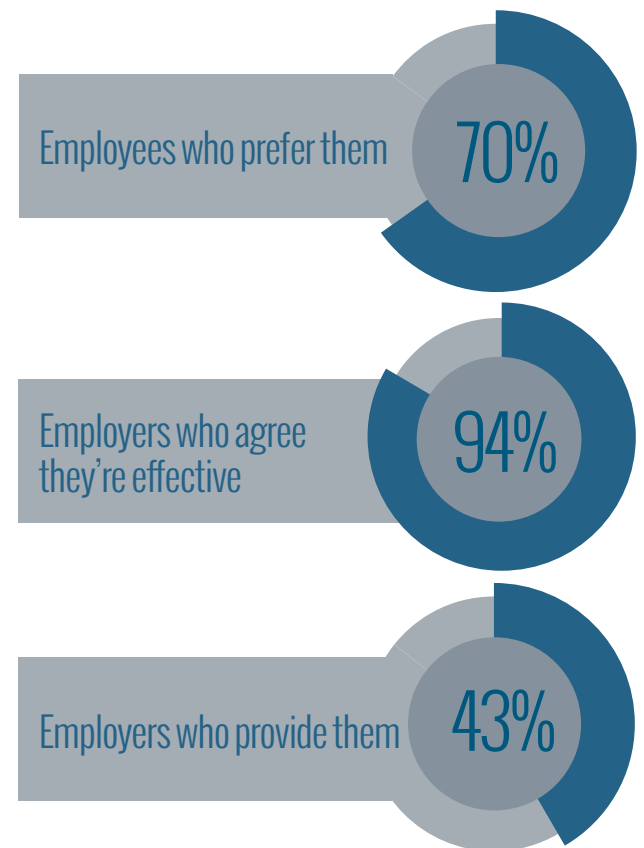 Employees who prefer them
70%
Employers who agree
they're effective
94%
Employers who provide them
43%